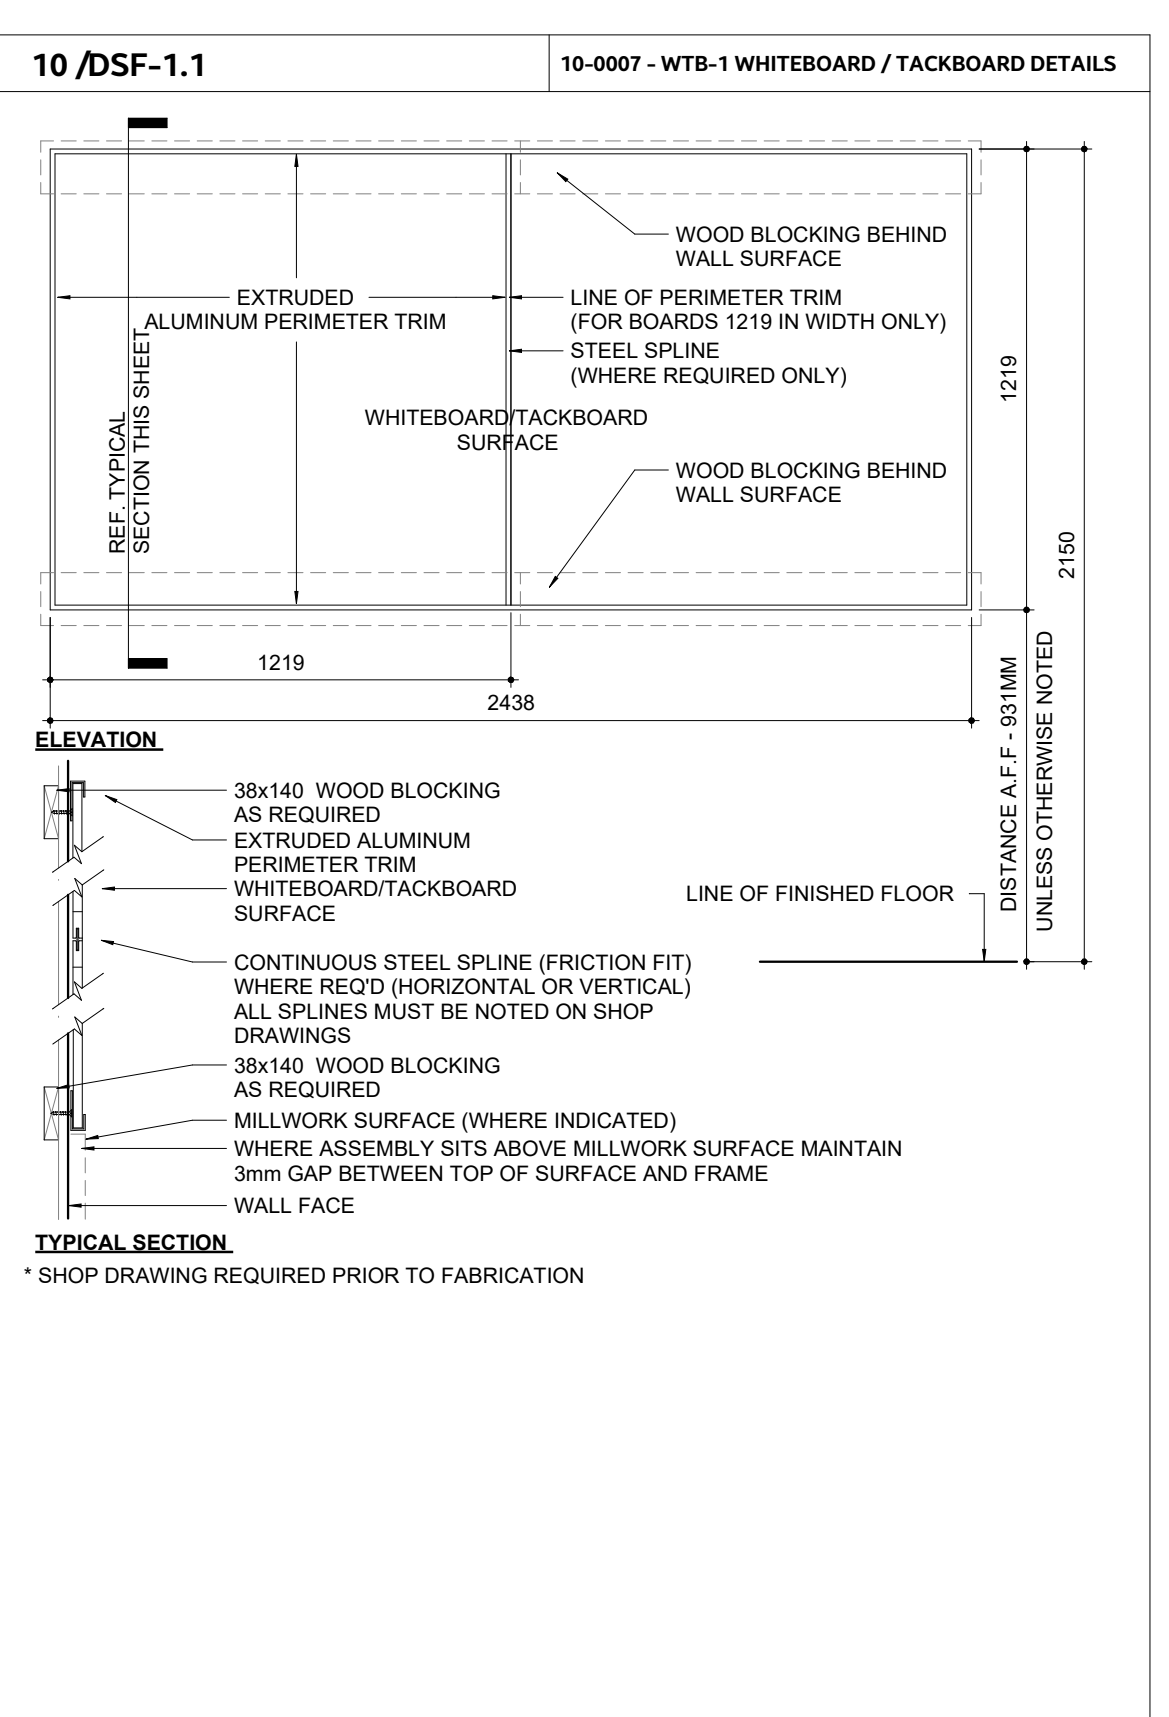 10 /DSF-1.1
10-0007 - WTB-1 WHITEBOARD / TACKBOARD DETAILS
WOOD BLOCKING BEHIND
WALL SURFACE
EXTRUDED
ALUMINUM PERIMETER TRIM
LINE OF PERIMETER TRIM
(FOR BOARDS 1219 IN WIDTH ONLY)
STEEL SPLINE
(WHERE REQUIRED ONLY)
REF. TYPICAL
SECTION THIS SHEET
WHITEBOARD/TACKBOARD
SURFACE
WOOD BLOCKING BEHIND
WALL SURFACE
1219
2150
1219
2438
DISTANCE A.F.F - 931MM
UNLESS OTHERWISE NOTED
ELEVATION
38x140 WOOD BLOCKING
AS REQUIRED
EXTRUDED ALUMINUM
PERIMETER TRIM
WHITEBOARD/TACKBOARD
SURFACE
LINE OF FINISHED FLOOR
CONTINUOUS STEEL SPLINE (FRICTION FIT)
WHERE REQ'D (HORIZONTAL OR VERTICAL)
ALL SPLINES MUST BE NOTED ON SHOP
DRAWINGS
38x140 WOOD BLOCKING
AS REQUIRED
MILLWORK SURFACE (WHERE INDICATED)
WHERE ASSEMBLY SITS ABOVE MILLWORK SURFACE MAINTAIN
3mm GAP BETWEEN TOP OF SURFACE AND FRAME
WALL FACE
TYPICAL SECTION
* SHOP DRAWING REQUIRED PRIOR TO FABRICATION